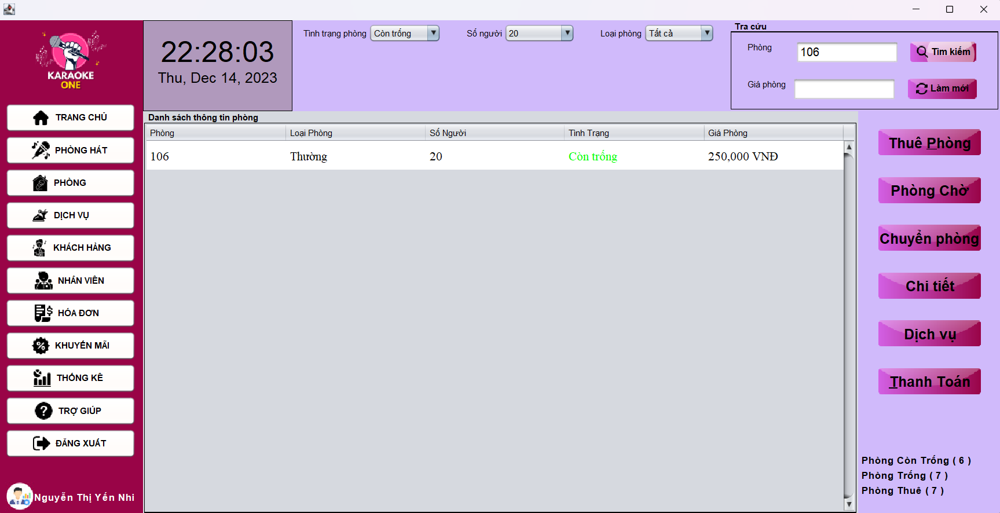 KARAOKE
ONE
TRANG CHỦ
PHÒNG HÁT
PHÒNG
DỊCH VỤ
KHÁCH HÀNG
NHÂN VIÊN
HÓA ĐƠN
KHUYẾN MÃI
THỐNG KÊ
TRỢ GIÚP
ĐĂNG XUẤT
Nguyễn Thị Yến Nhi
22:28:03
Thu, Dec 14, 2023
Tình trạng phòng Còn trống Số người 20 Loại phòng Tất cả
Tra cứu
Phòng 106 Tìm kiếm
Giá phòng Làm mới
Danh sách thông tin phòng
Phòng Loại Phòng Số Người Tình Trạng Giá Phòng
106 Thường 20 Còn trống 250,000 VNĐ
Thuê Phòng
Phòng Chờ
Chuyển phòng
Chi tiết
Dịch vụ
Thanh Toán
Phòng Còn Trống ( 6 )
Phòng Trống ( 7 )
Phòng Thuê ( 7 )